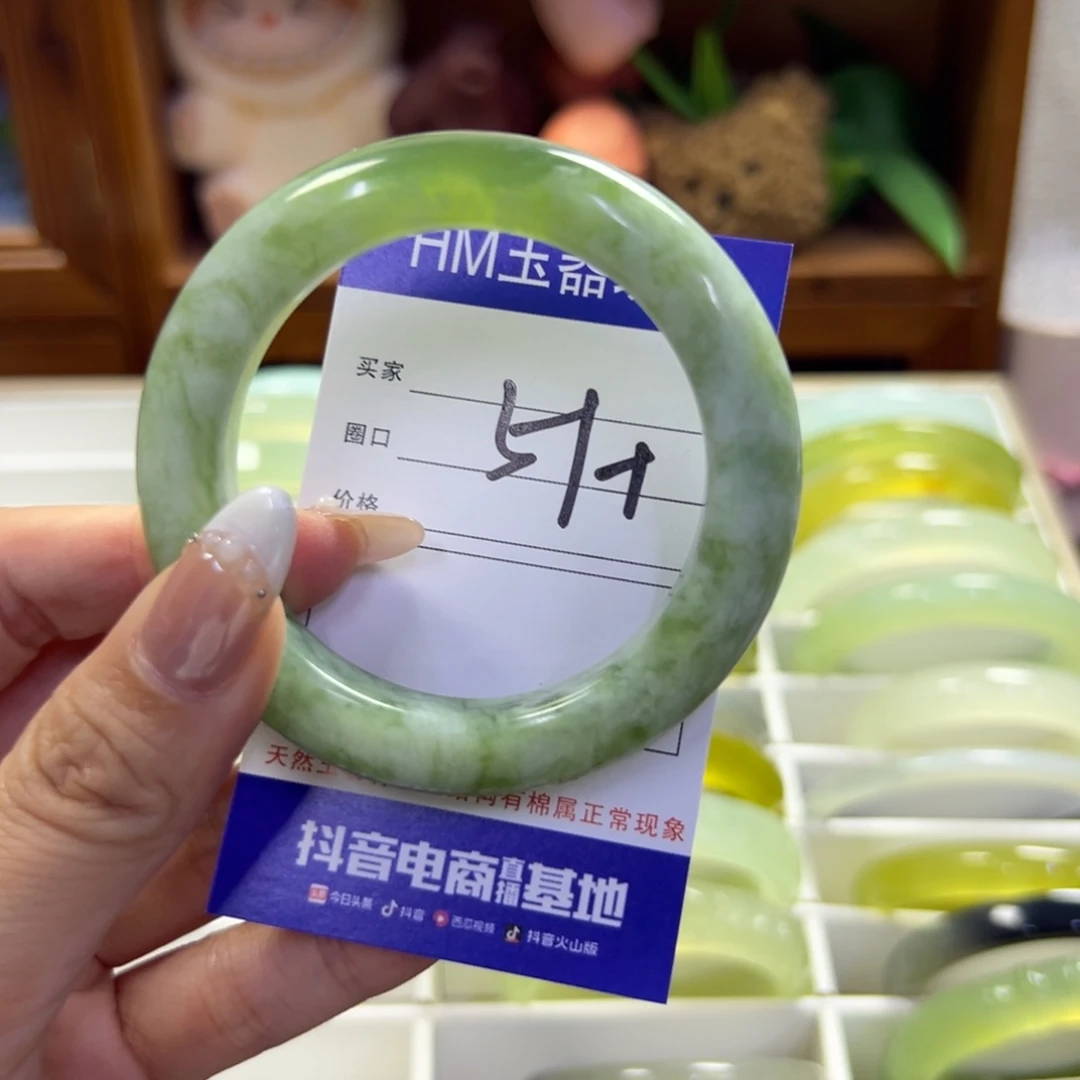 HM玉器
买家
圈口
价格
天然
有棉属正常现象
抖音电商直播基地
今日头条 抖音 西瓜视频 抖音火山版